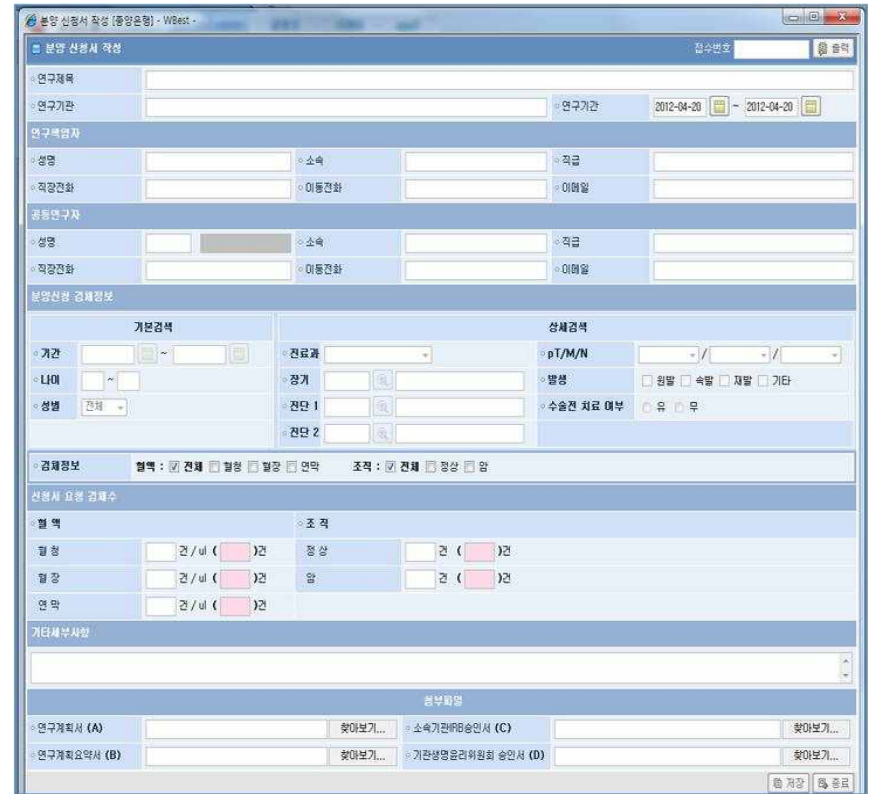 분양 신청서 작성 [중앙은행] - WBest -
분양 신청서 작성 접수번호 출력
연구제목
연구기관 연구기간 2012-04-20 ~ 2012-04-20
연구책임자
성명 소속 직급
직장전화 이동전화 이메일
공동연구자
성명 소속 직급
직장전화 이동전화 이메일
분양신청 검체정보
기본검색 상세검색
기간 ~ 진료과 pT/M/N / /
나이 ~ 장기 발생 원발 속발 재발 기타
성별 전체 진단 1 수술전 치료 여부 유 무
진단 2
검체정보 혈액 : 전체 혈청 혈장 연막 조직 : 전체 정상 암
신청서 요청 검체수
혈 액 조 직
혈 청 건 / ul ( )건 정 상 건 ( )건
혈 장 건 / ul ( )건 암 건 ( )건
연 막 건 / ul ( )건
기타세부사항
첨부파일
연구계획서 (A) 찾아보기... 소속기관IRB승인서 (C) 찾아보기...
연구계획요약서 (B) 찾아보기... 기관생명윤리위원회 승인서 (D) 찾아보기...
저장 종료